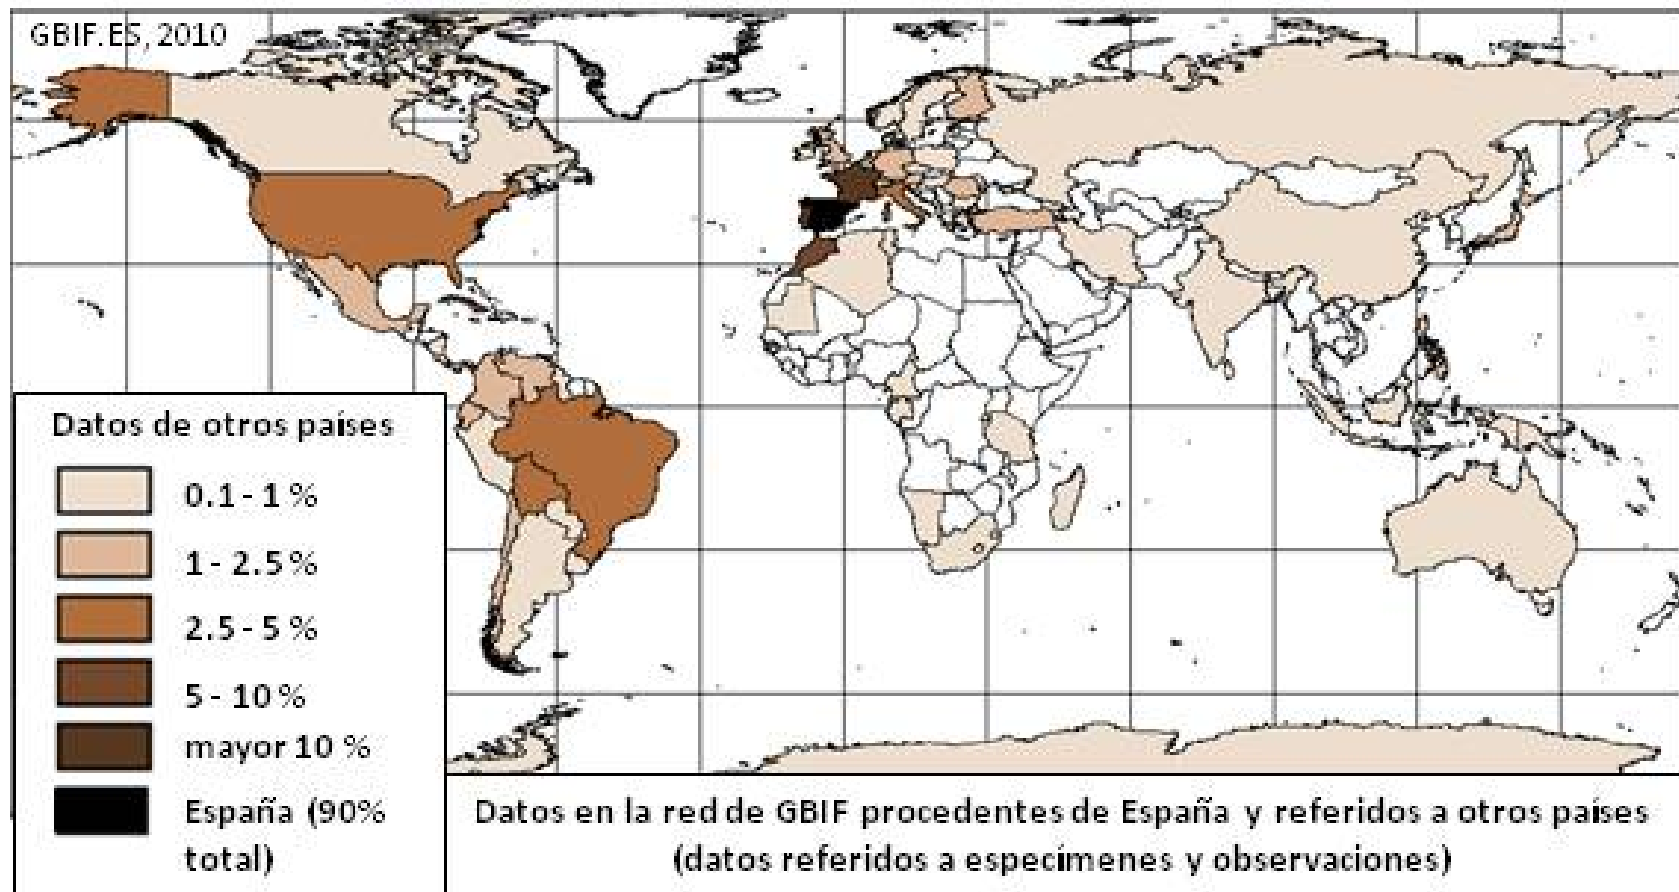 GBIF.ES, 2010
Datos de otros países
0.1 - 1 %
1 - 2.5 %
2.5 - 5 %
5 - 10 %
mayor 10 %
España (90%
total)
Datos en la red de GBIF procedentes de España y referidos a otros países
(datos referidos a especímenes y observaciones)